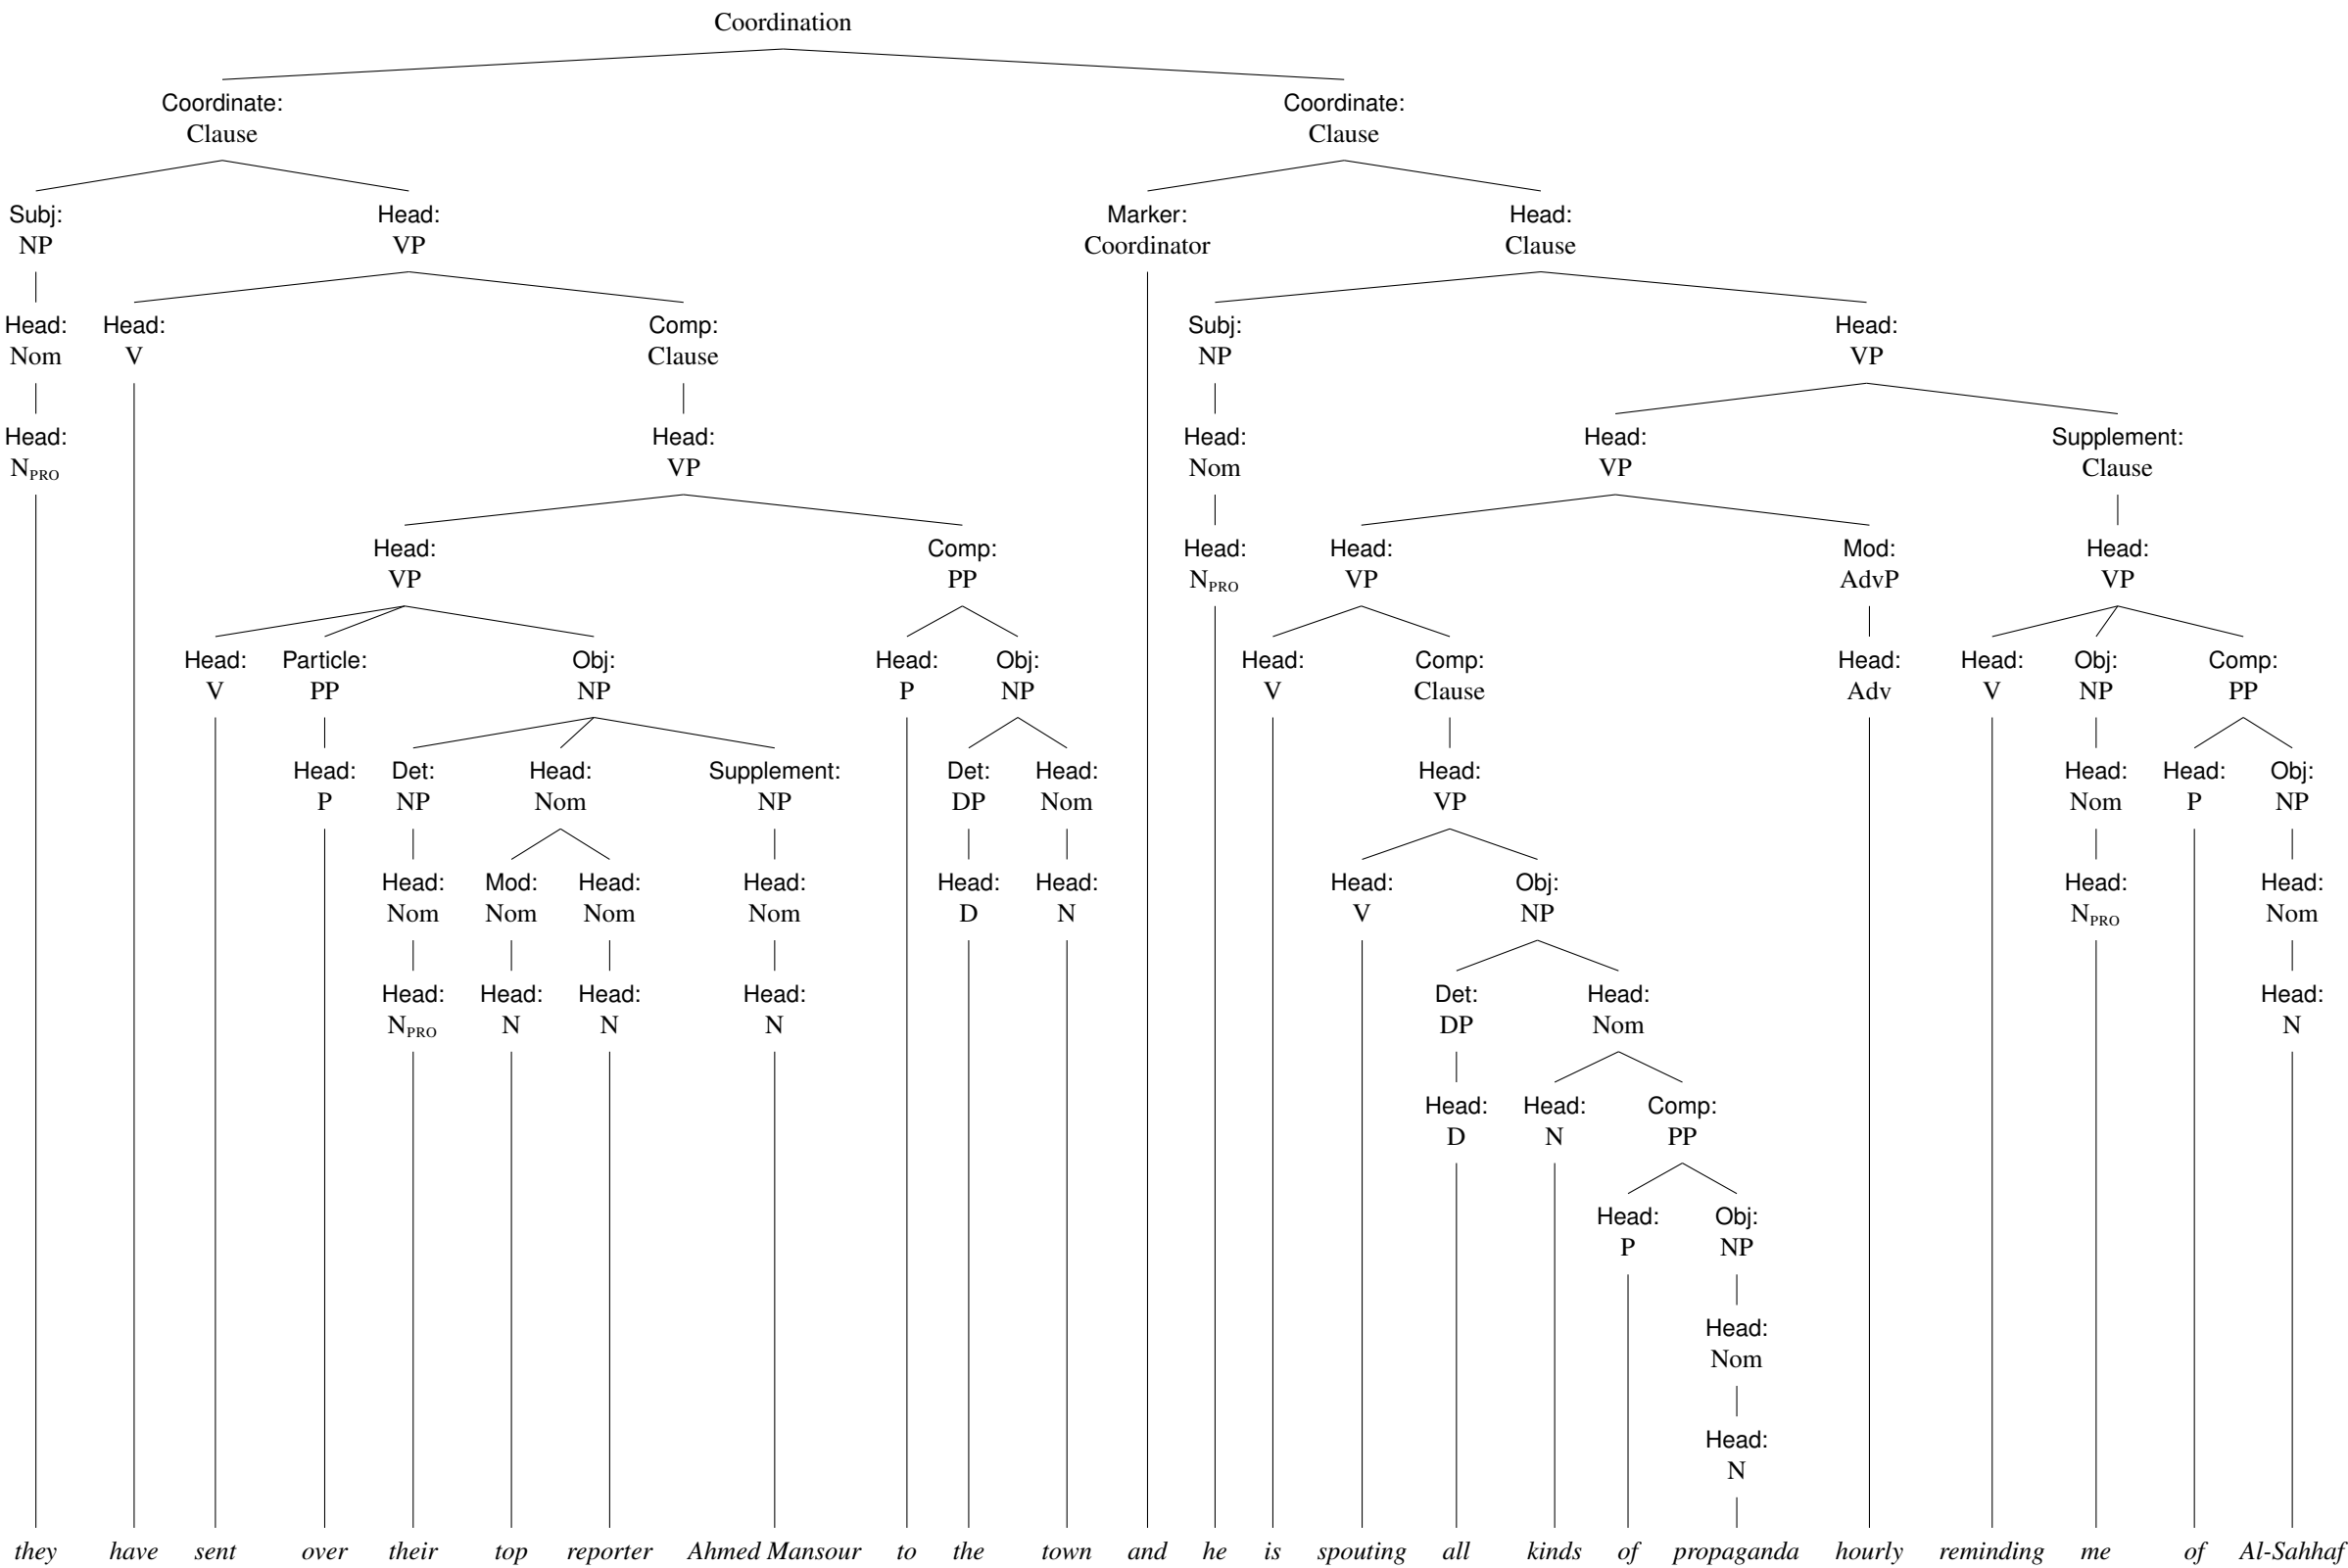 Coordination
Coordinate: Coordinate:
Clause Clause
Subj: Head: Marker: Head:
NP VP Coordinator Clause
Head: Head: Comp: Subj: Head:
Nom V Clause NP VP
Head: Head: Head: Head: Supplement:
NPRO VP Nom VP Clause
Head: Comp: Head: Head: Mod: Head:
VP PP NPRO VP AdvP VP
Head: Particle: Obj: Head: Obj: Head: Comp: Head: Head: Obj: Comp:
V PP NP P NP V Clause Adv V NP PP
Head: Det: Head: Supplement: Det: Head: Head: Head: Head: Obj:
P NP Nom NP DP Nom VP Nom P NP
Head: Mod: Head: Head: Head: Head: Head: Obj: Head: Head:
Nom Nom Nom Nom D N V NP NPRO Nom
Head: Head: Head: Head: Det: Head: Head:
NPRO N N N DP Nom N
Head: Head: Comp:
D N PP
Head: Obj:
P NP
Head:
Nom
Head:
N
they have sent over their top reporter Ahmed Mansour to the town and he is spouting all kinds of propaganda hourly reminding me of Al-Sahhaf